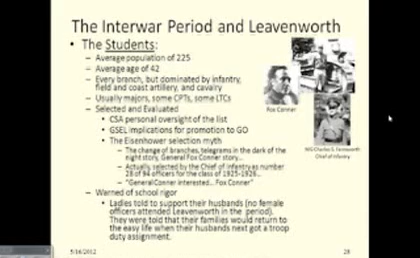 The Interwar Period and Leavenworth
• The Students:
– Average population of 225
– Average age of 42
– Every branch, but dominated by infantry,
field and coast artillery, and cavalry
– Usually majors, some CPTs, some LTCs
– Selected and Evaluated
• CSA personal oversight of the list
• GSEL implications for promotion to GO
• The Eisenhower selection myth
– The change of branches, telegrams in the dark of the
night story, General Fox Conner story...
– Actually, selected by the Chief of Infantry as number
28 of 94 officers for the class of 1925-1926...
– "General Conner interested... Fox Conner"
– Warned of school rigor
• Ladies told to support their husbands (no female
officers attended Leavenworth in the period).
They were told that their families would return to
the easy life when their husbands next got a troop
duty assignment.
Fox Conner
MG Charles S. Farnsworth
Chief of Infantry
5/16/2012
28